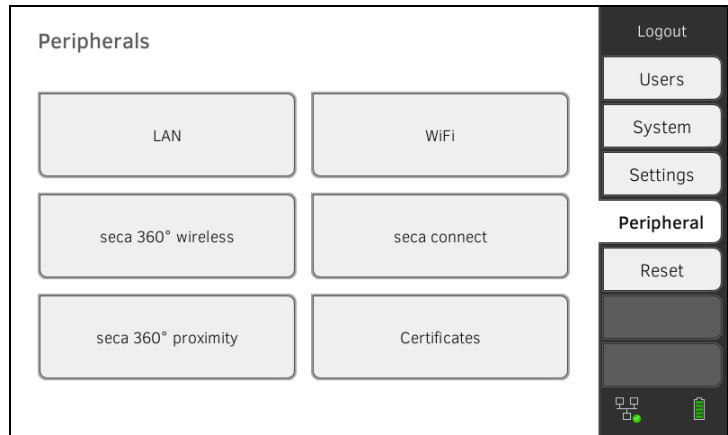 Peripherals
LAN
WiFi
seca 360° wireless
seca connect
seca 360° proximity
Certificates
Logout
Users
System
Settings
Peripheral
Reset